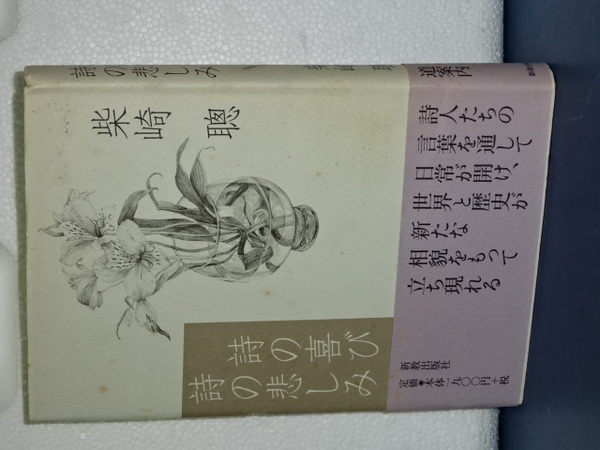 詩の悲しみ
柴崎 聰
詩の喜び
詩の悲しみ
詩人たちの
言葉を通して
日常が開け、
世界と歴史が
新たな
相貌をもって
立ち現れる
新教出版社
定価●本体一九〇〇円+税